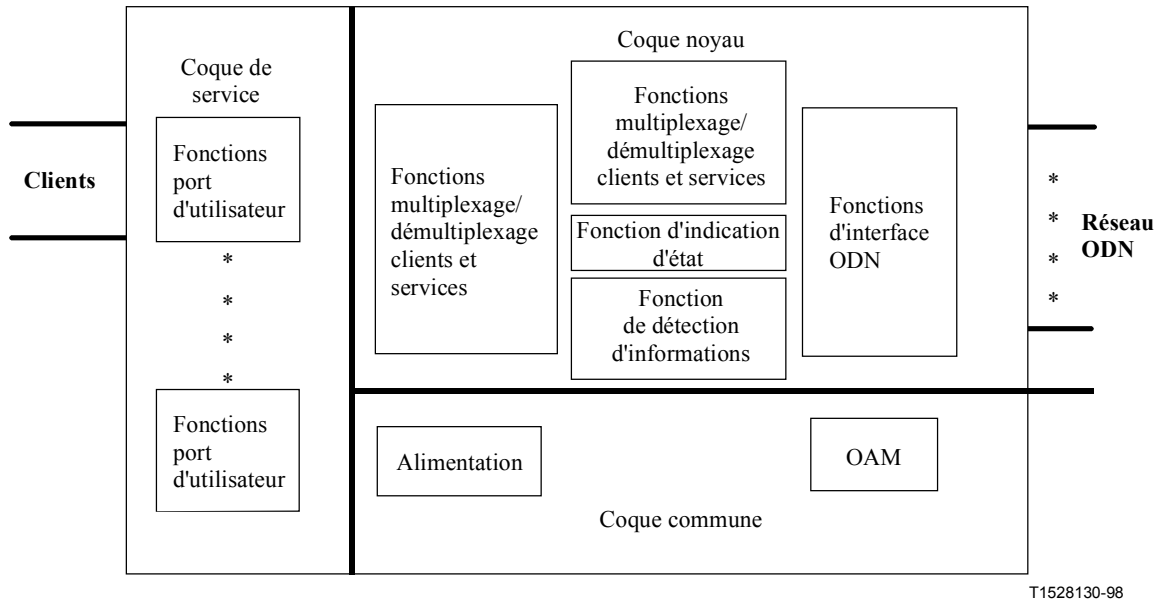 Coque noyau
Coque de
service
Clients
Fonctions
port
d'utilisateur
*
*
*
*
Fonctions
port
d'utilisateur
Fonctions
multiplexage/
démultiplexage
clients et
services
Fonctions
multiplexage/
démultiplexage
clients et services
Fonction d'indication
d'état
Fonction
de détection
d'informations
Fonctions
d'interface
ODN
*
*
*
*
Réseau
ODN
Alimentation
OAM
Coque commune
T1528130-98